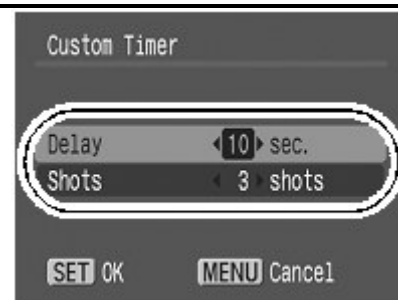 Custom Timer
Delay 10 sec.
Shots 3 shots
SET OK MENU Cancel